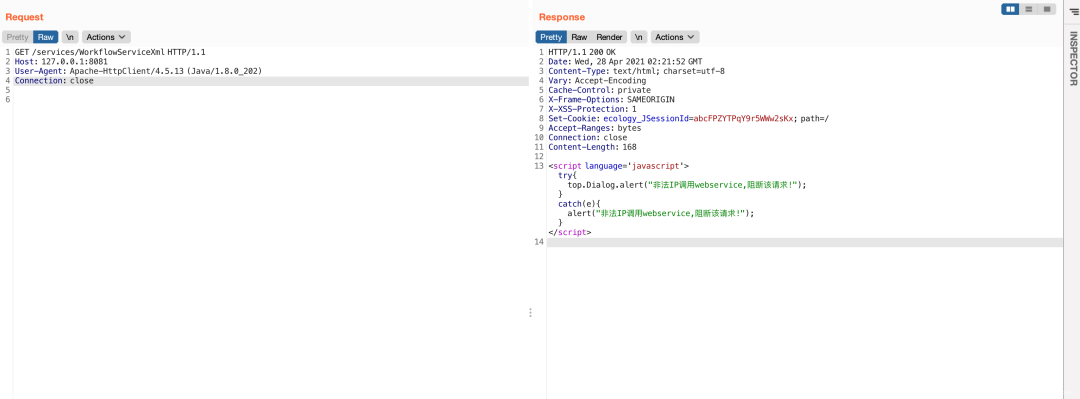 Request
Pretty Raw \n Actions
1 GET /services/WorkflowServiceXml HTTP/1.1
2 Host: 127.0.0.1:8081
3 User-Agent: Apache-HttpClient/4.5.13 (Java/1.8.0_202)
4 Connection: close
5
6
Response
Pretty Raw Render \n Actions
1 HTTP/1.1 200 OK
2 Date: Wed, 28 Apr 2021 02:21:52 GMT
3 Content-Type: text/html; charset=utf-8
4 Vary: Accept-Encoding
5 Cache-Control: private
6 X-Frame-Options: SAMEORIGIN
7 X-XSS-Protection: 1
8 Set-Cookie: ecology_JSessionId=abcFPZYTPqY9r5WWw2sKx; path=/
9 Accept-Ranges: bytes
10 Connection: close
11 Content-Length: 168
12
13 <script language='javascript'>
try{
top.Dialog.alert("非法IP调用webservice,阻断该请求!");
}
catch(e){
alert("非法IP调用webservice,阻断该请求!");
}
</script>
14
INSPECTOR